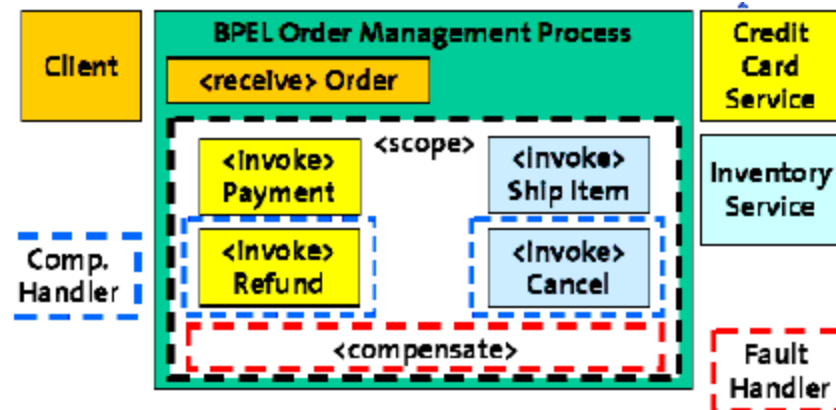 Client
BPEL Order Management Process
<receive> Order
<scope>
<invoke>
Payment
<invoke>
Ship Item
<invoke>
Refund
<invoke>
Cancel
<compensate>
Credit
Card
Service
Inventory
Service
Comp.
Handler
Fault
Handler